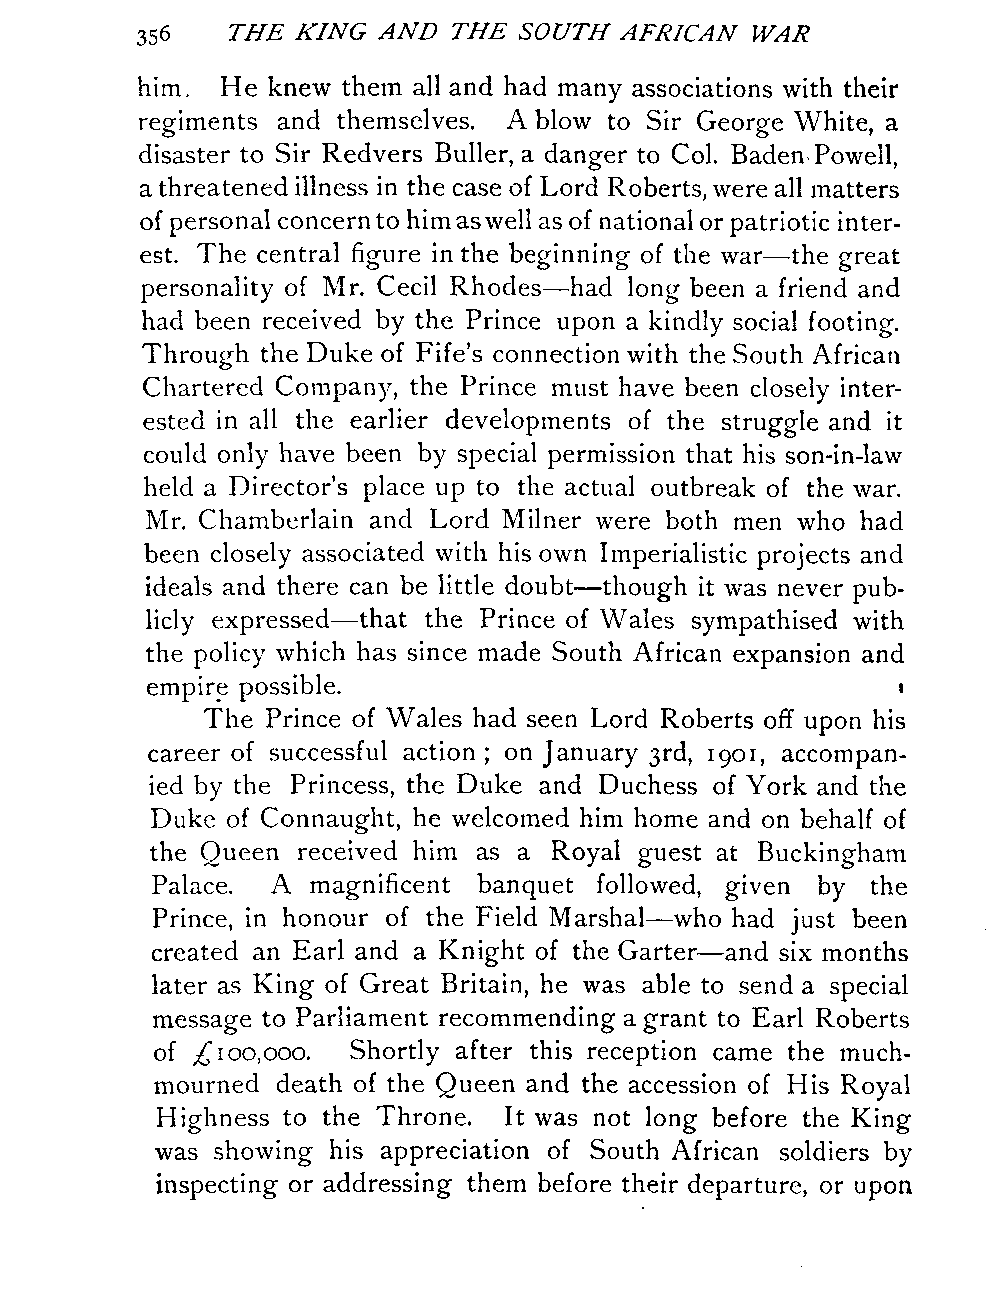 356 THE KING AND THE SOUTH AFRICAN WAR
him. He knew them all and had many associations with their
regiments and themselves. A blow to Sir George White, a
disaster to Sir Redvers Buller, a danger to Col. Baden-Powell,
a threatened illness in the case of Lord Roberts, were all matters
of personal concern to him as well as of national or patriotic inter-
est. The central figure in the beginning of the war—the great
personality of Mr. Cecil Rhodes—had long been a friend and
had been received by the Prince upon a kindly social footing.
Through the Duke of Fife's connection with the South African
Chartered Company, the Prince must have been closely inter-
ested in all the earlier developments of the struggle and it
could only have been by special permission that his son-in-law
held a Director's place up to the actual outbreak of the war.
Mr. Chamberlain and Lord Milner were both men who had
been closely associated with his own Imperialistic projects and
ideals and there can be little doubt—though it was never pub-
licly expressed—that the Prince of Wales sympathised with
the policy which has since made South African expansion and
empire possible.
The Prince of Wales had seen Lord Roberts off upon his
career of successful action ; on January 3rd, 1901, accompan-
ied by the Princess, the Duke and Duchess of York and the
Duke of Connaught, he welcomed him home and on behalf of
the Queen received him as a Royal guest at Buckingham
Palace. A magnificent banquet followed, given by the
Prince, in honour of the Field Marshal—who had just been
created an Earl and a Knight of the Garter—and six months
later as King of Great Britain, he was able to send a special
message to Parliament recommending a grant to Earl Roberts
of £100,000. Shortly after this reception came the much-
mourned death of the Queen and the accession of His Royal
Highness to the Throne. It was not long before the King
was showing his appreciation of South African soldiers by
inspecting or addressing them before their departure, or upon